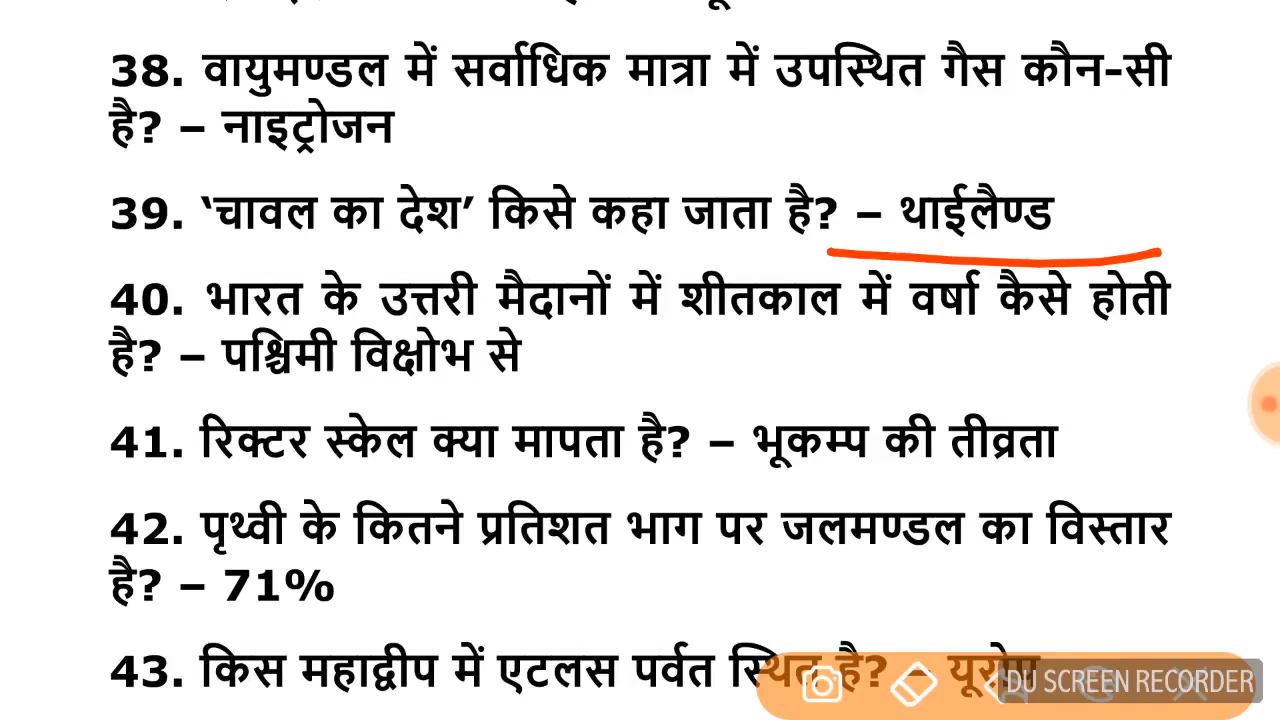 38. वायुमण्डल में सर्वाधिक मात्रा में उपस्थित गैस कौन-सी
है? – नाइट्रोजन
39. ‘चावल का देश’ किसे कहा जाता है? – थाईलैण्ड
40. भारत के उत्तरी मैदानों में शीतकाल में वर्षा कैसे होती
है? – पश्चिमी विक्षोभ से
41. रिक्टर स्केल क्या मापता है? – भूकम्प की तीव्रता
42. पृथ्वी के कितने प्रतिशत भाग पर जलमण्डल का विस्तार
है? – 71%
43. किस महाद्वीप में एटलस पर्वत स्थित है? – यूरोप
DU SCREEN RECORDER